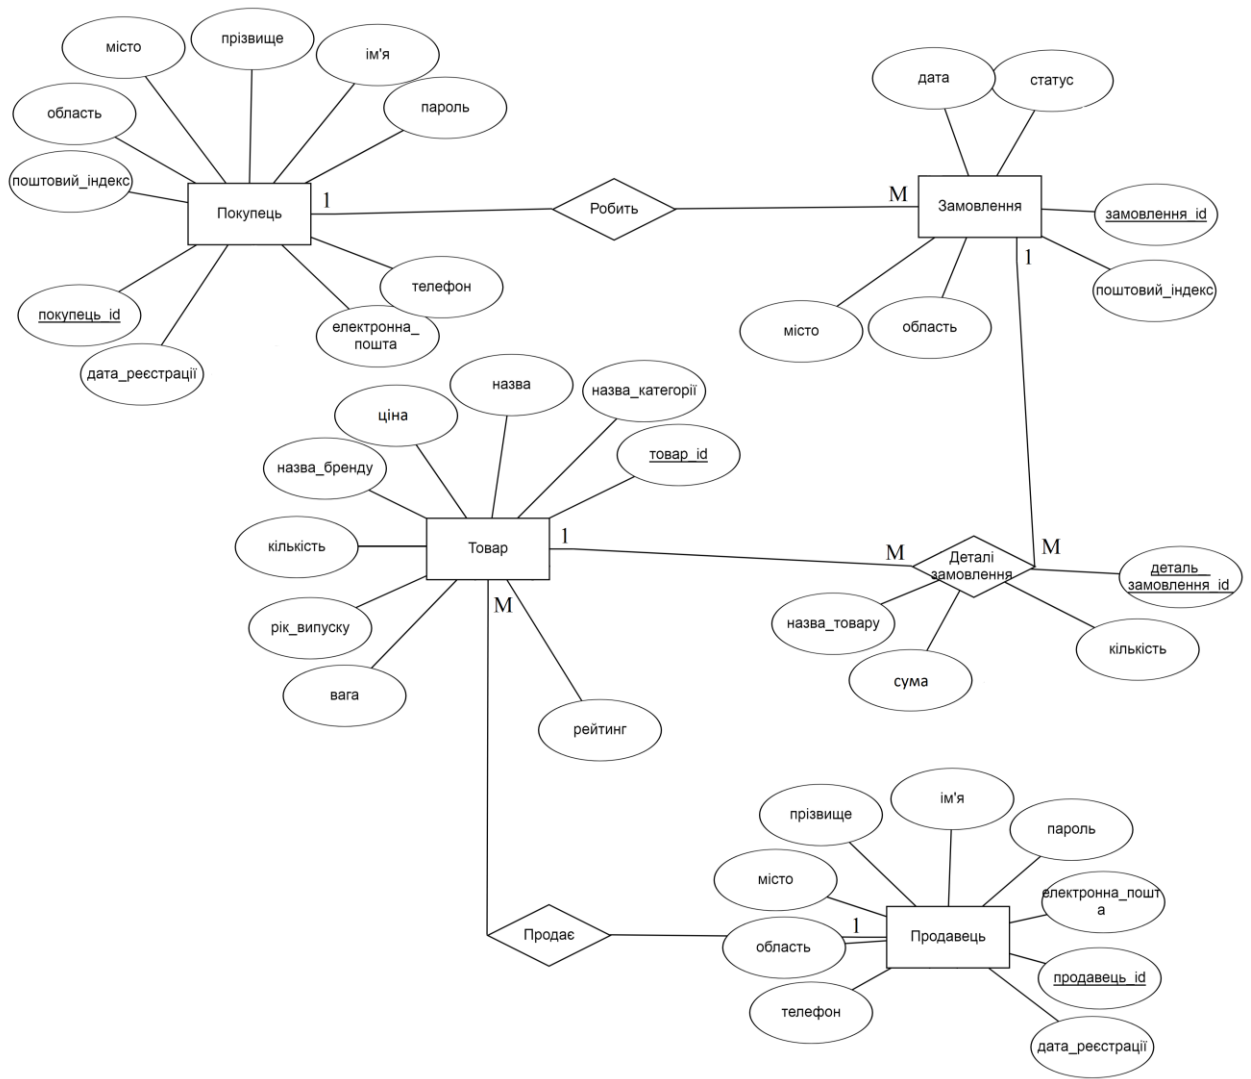 місто
прізвище
ім'я
пароль
область
поштовий_індекс
Покупець
1
Робить
М
покупець_id
дата_реєстрації
телефон
електронна_
пошта
дата
статус
Замовлення
замовлення_id
поштовий_індекс
1
місто
область
назва
назва_категорії
ціна
товар_id
назва_бренду
кількість
Товар
1
М
рік_випуску
вага
рейтинг
М
М
Деталі
замовлення
деталь_
замовлення_id
назва_товару
сума
кількість
Продає
1
прізвище
ім'я
пароль
місто
електронна_пошт
а
область
Продавець
продавець_id
телефон
дата_реєстрації